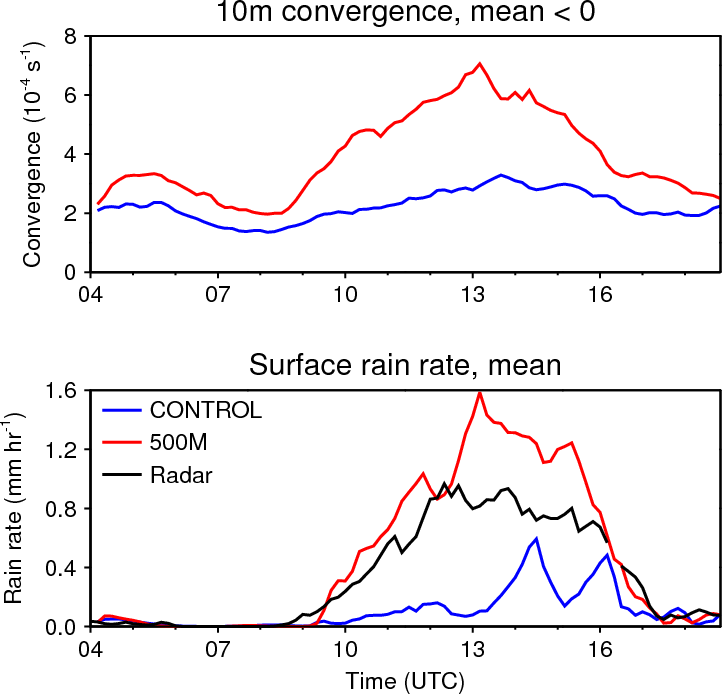 10m convergence, mean < 0
Convergence (10⁻⁴ s⁻¹)
8
6
4
2
0
04 07 10 13 16
Surface rain rate, mean
Rain rate (mm hr⁻¹)
1.6
1.2
0.8
0.4
0.0
CONTROL
500M
Radar
04 07 10 13 16
Time (UTC)